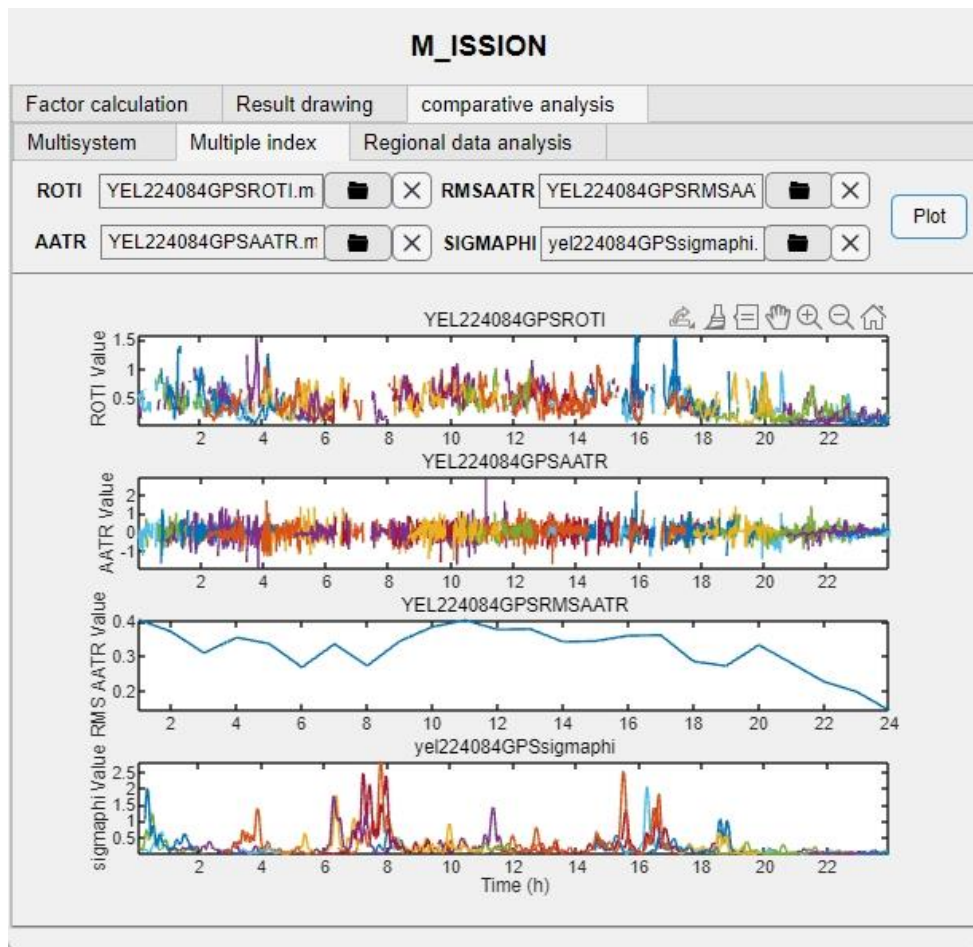 M_ISSION
Factor calculation Result drawing comparative analysis
Multisystem Multiple index Regional data analysis
ROTI YEL224084GPSROTI.m RMSAATR YEL224084GPSRMSAA
Plot
AATR YEL224084GPSAATR.m SIGMAPHI yel224084GPSsigmaphi.
YEL224084GPSROTI
ROTI Value
1.5
1
0.5
2 4 6 8 10 12 14 16 18 20 22
YEL224084GPSAATR
AATR Value
2
1
0
-1
2 4 6 8 10 12 14 16 18 20 22
YEL224084GPSRMSAATR
RMS AATR Value
0.4
0.3
0.2
2 4 6 8 10 12 14 16 18 20 22 24
yel224084GPSsigmaphi
sigmaphi Value
2.5
2
1.5
1
0.5
2 4 6 8 10 12 14 16 18 20 22
Time (h)